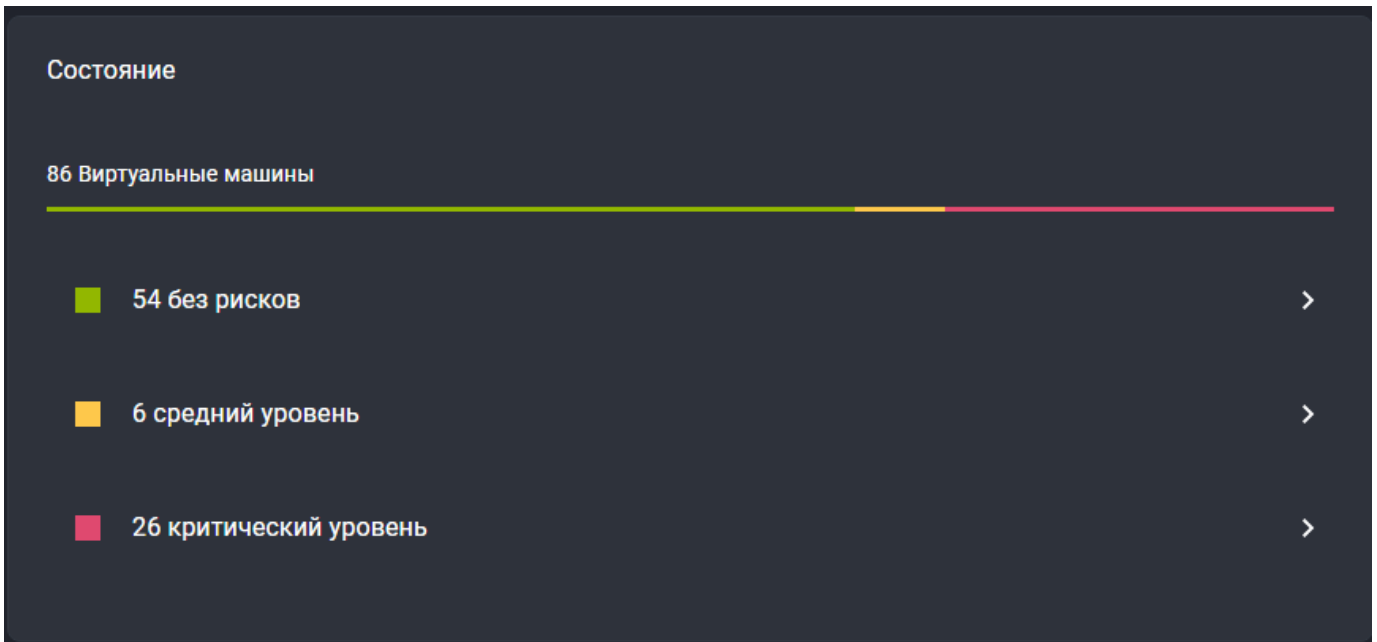 Состояние
86 Виртуальные машины
54 без рисков
6 средний уровень
26 критический уровень